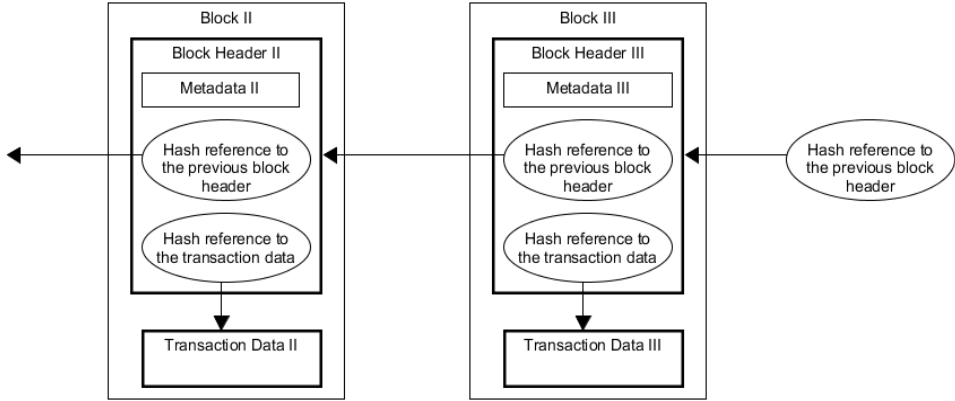 Block II
Block Header II
Metadata II
Hash reference to
the previous block
header
Hash reference to
the transaction data
Transaction Data II
Block III
Block Header III
Metadata III
Hash reference to
the previous block
header
Hash reference to
the transaction data
Transaction Data III
Hash reference to
the previous block
header